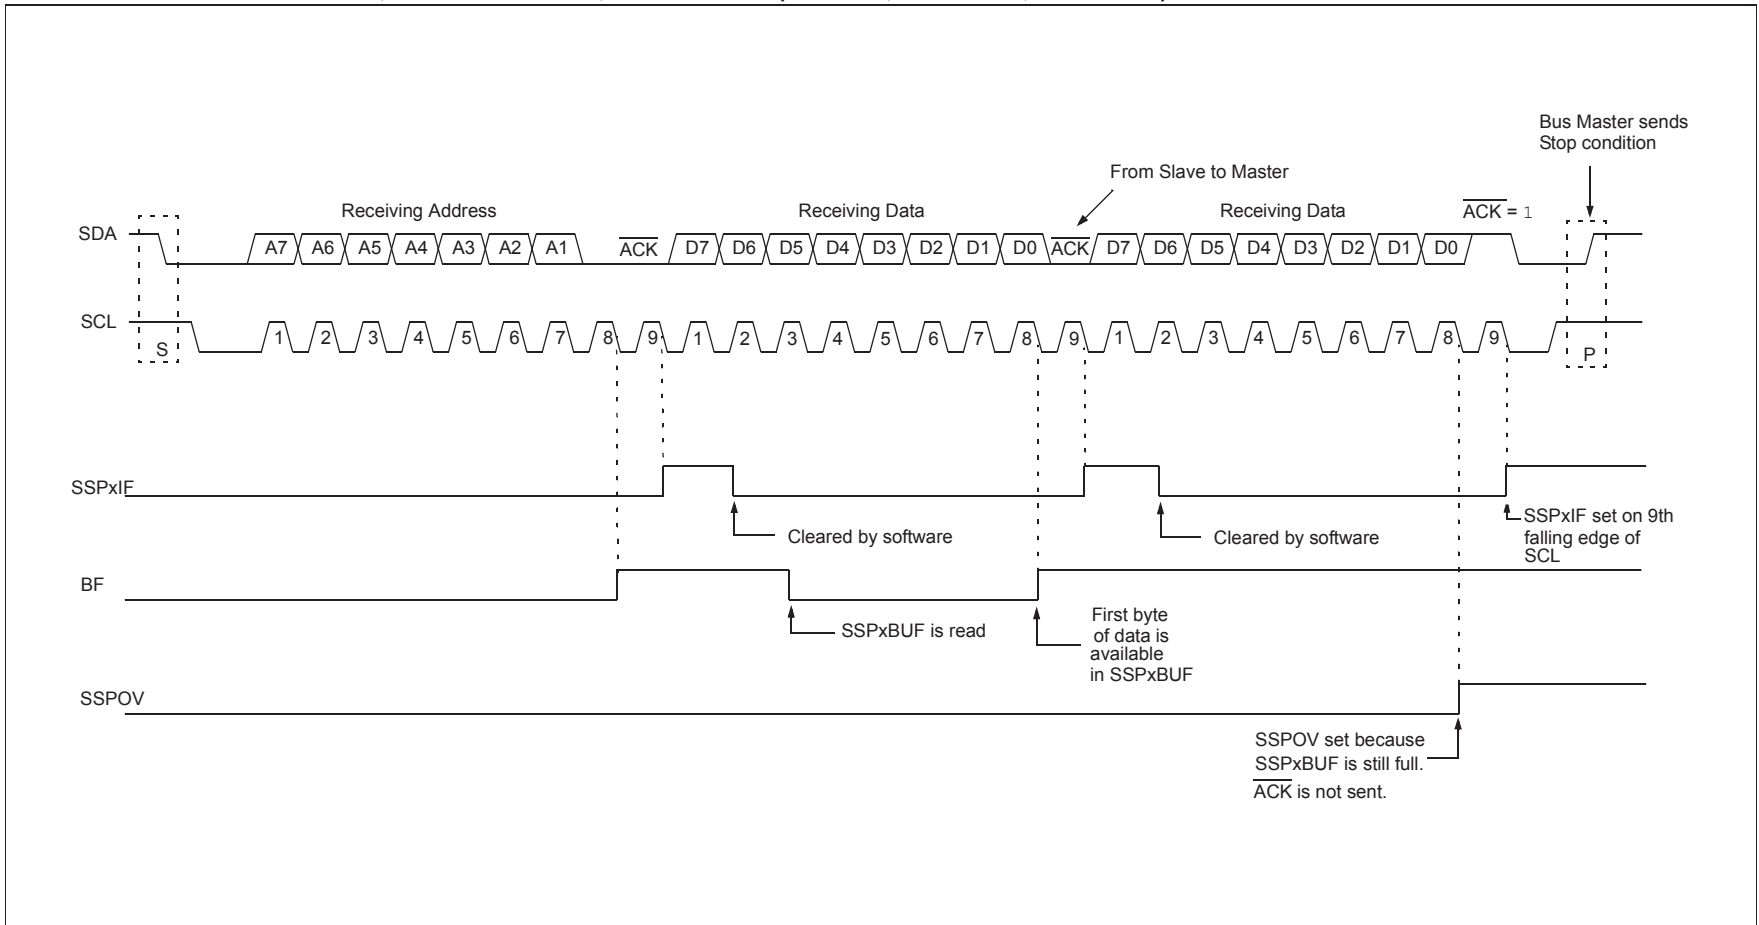 Bus Master sends
Stop condition
From Slave to Master
Receiving Address
Receiving Data
Receiving Data
ACK = 1
SDA
A7 A6 A5 A4 A3 A2 A1 ACK D7 D6 D5 D4 D3 D2 D1 D0 ACK D7 D6 D5 D4 D3 D2 D1 D0
SCL
1 2 3 4 5 6 7 8 9 1 2 3 4 5 6 7 8 9 1 2 3 4 5 6 7 8 9
S
P
SSPxIF
Cleared by software
Cleared by software
SSPxIF set on 9th
falling edge of
SCL
BF
SSPxBUF is read
First byte
of data is
available
in SSPxBUF
SSPOV
SSPOV set because
SSPxBUF is still full.
ACK is not sent.